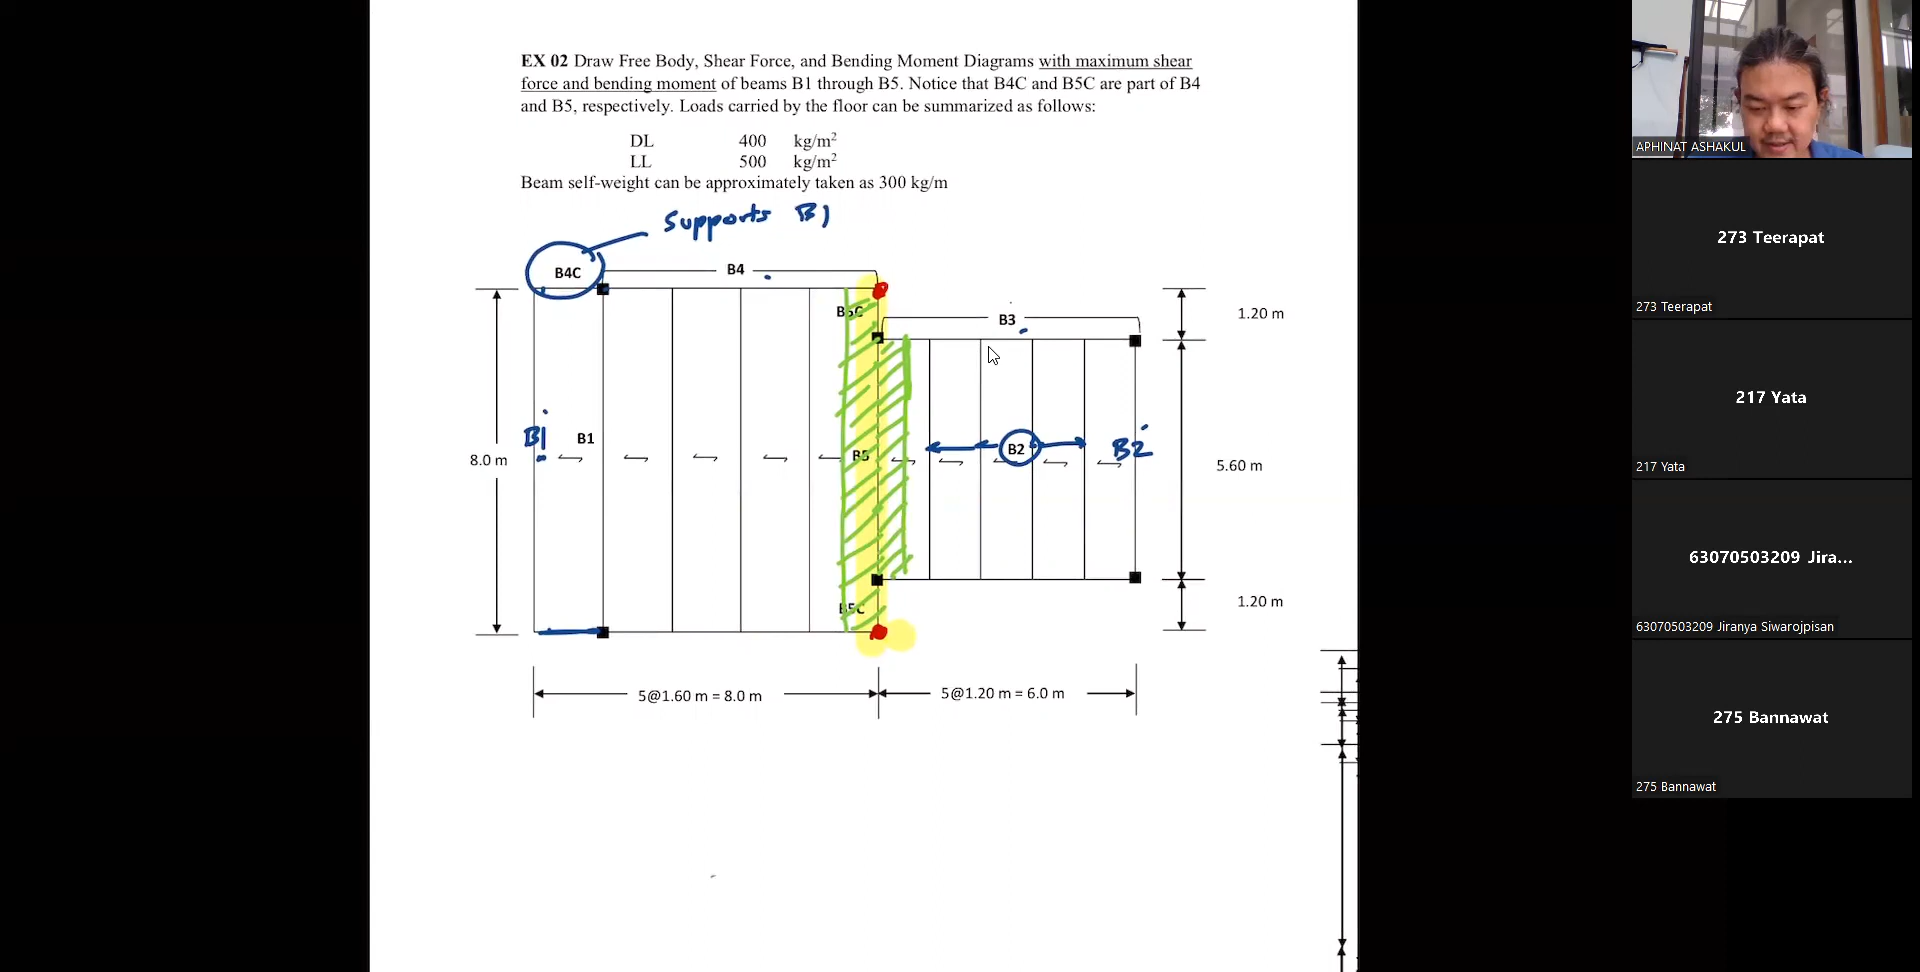 EX 02 Draw Free Body, Shear Force, and Bending Moment Diagrams with maximum shear
force and bending moment of beams B1 through B5. Notice that B4C and B5C are part of B4
and B5, respectively. Loads carried by the floor can be summarized as follows:
DL 400 kg/m²
LL 500 kg/m²
Beam self-weight can be approximately taken as 300 kg/m
Supports B1
B4C
B4
B5C
B3
1.20 m
B1
B1
8.0 m
B5
B2
B2'
5.60 m
B5C
1.20 m
5@1.60 m = 8.0 m
5@1.20 m = 6.0 m
APHINAT ASHAKUL
273 Teerapat
273 Teerapat
217 Yata
217 Yata
63070503209 Jira...
63070503209 Jiranya Siwarojpisan
275 Bannawat
275 Bannawat